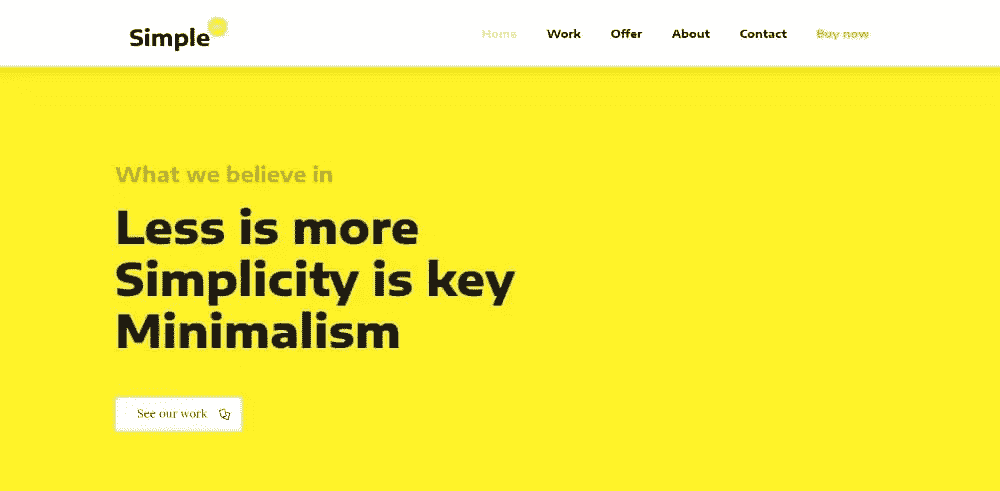 Simple
Home Work Offer About Contact Buy now
What we believe in
Less is more
Simplicity is key
Minimalism
See our work